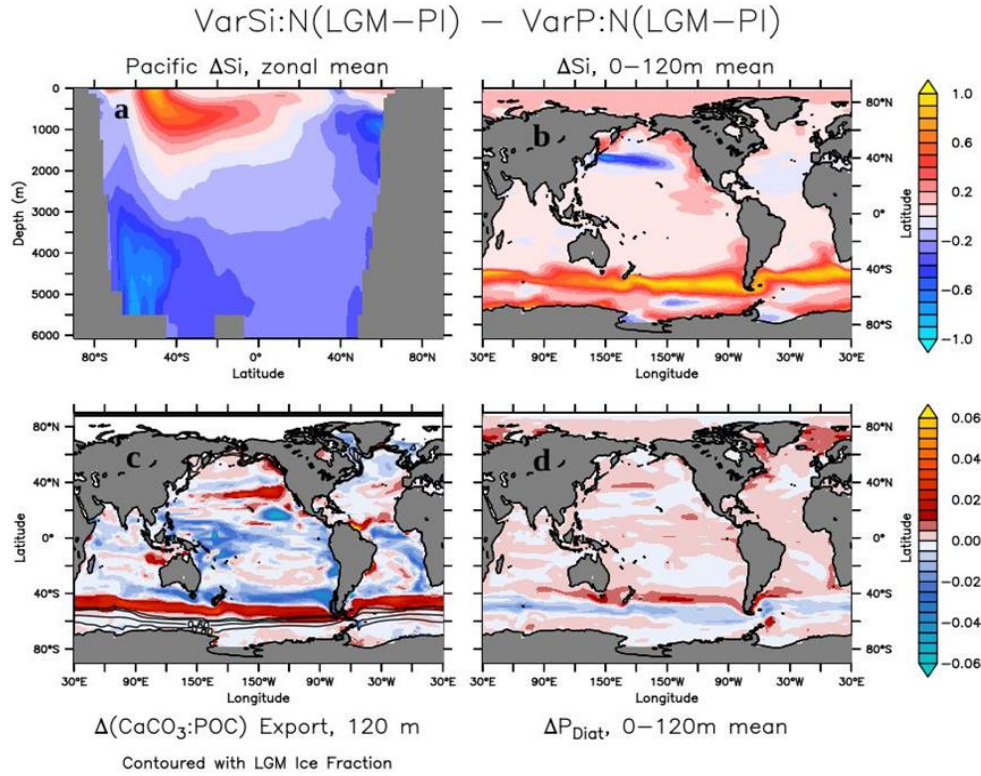 VarSi:N(LGM−PI) − VarP:N(LGM−PI)
Pacific ΔSi, zonal mean
ΔSi, 0−120m mean
a
0
1000
2000
3000
4000
5000
6000
Depth (m)
80°S 40°S 0° 40°N 80°N
Latitude
b
80°N
40°N
0°
40°S
80°S
Latitude
30°E 90°E 150°E 150°W 90°W 30°W 30°E
Longitude
1.0
0.6
0.2
−0.2
−0.6
−1.0
c
80°N
40°N
0°
40°S
80°S
Latitude
30°E 90°E 150°E 150°W 90°W 30°W 30°E
Longitude
d
80°N
40°N
0°
40°S
80°S
Latitude
30°E 90°E 150°E 150°W 90°W 30°W 30°E
Longitude
0.06
0.04
0.02
0.00
−0.02
−0.04
−0.06
Δ(CaCO₃:POC) Export, 120 m
ΔP_Diat, 0−120m mean
Contoured with LGM Ice Fraction